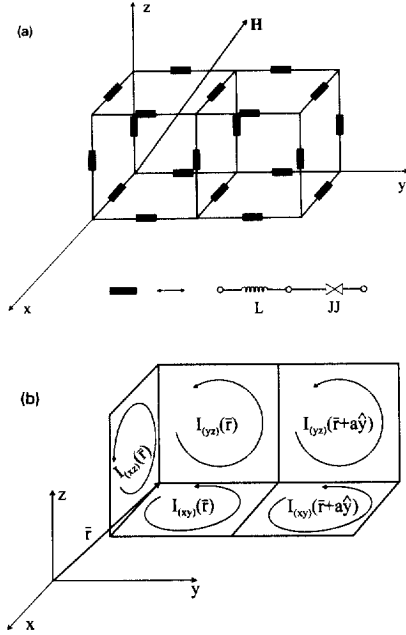 (a)
z
H
y
x
L
JJ
(b)
I(yz)(r̄)
I(yz)(r̄+aŷ)
I(xz)(r̄)
z
r̄
I(xy)(r̄)
I(xy)(r̄+aŷ)
y
x